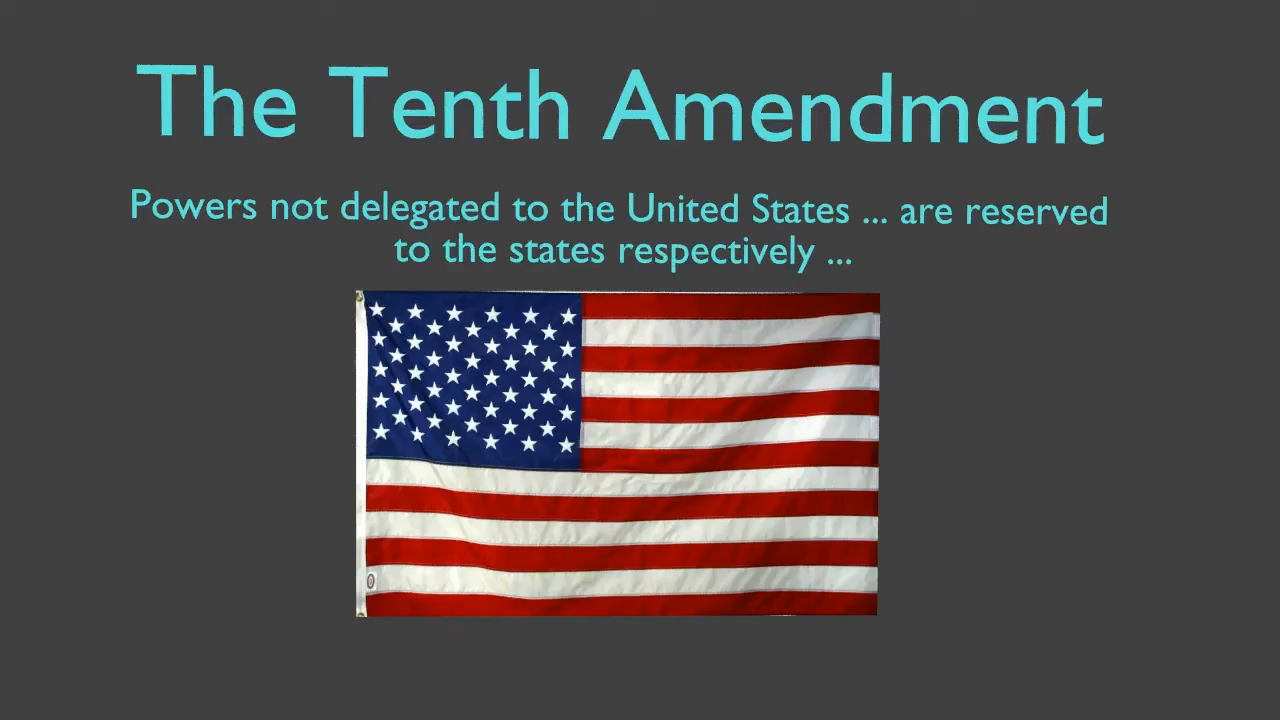 The Tenth Amendment
Powers not delegated to the United States ... are reserved
to the states respectively ...